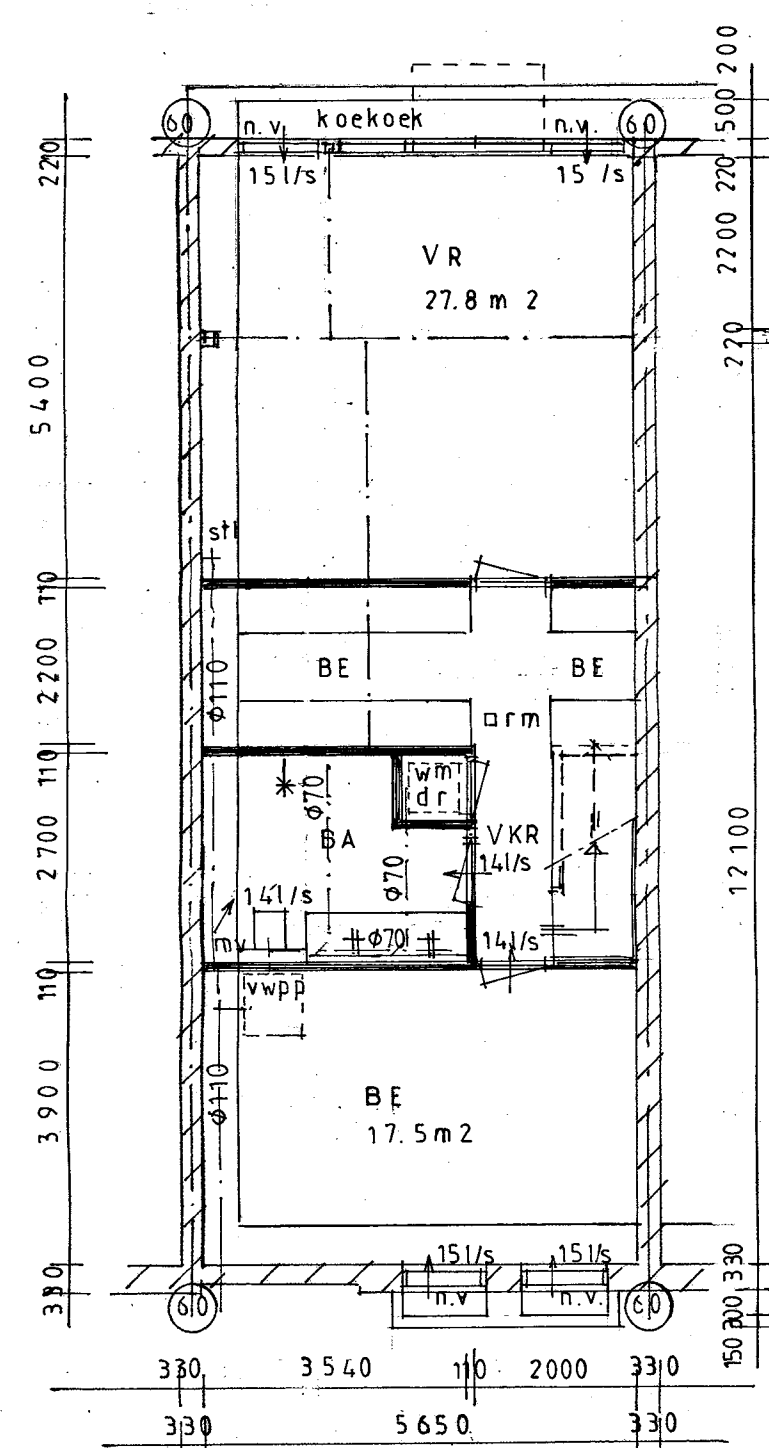 200
500
60
n.v.
koekoek
n.v.
60
220
15 l/s
15 /s
220
VR
27.8 m 2
2200
220
5400
stl
110
2200
BE
BE
ø110
arm
110
wm
dr
ø70
BA
VKR
2700
ø70
14 l/s
12100
14 l/s
ø70
14 l/s
mv
110
vwpp
ø110
BE
17.5 m2
3900
15 l/s
15 l/s
330
330
n.v
n.v.
300
60
60
150
330
3540
110
2000
330
330
5650
330